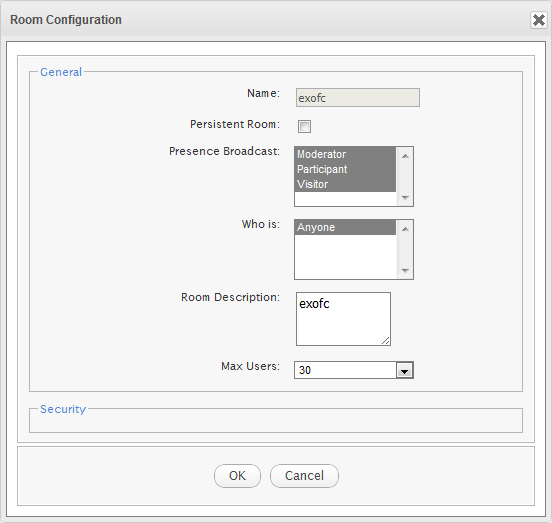 Room Configuration
General
Name: exofc
Persistent Room:
Presence Broadcast: Moderator
Participant
Visitor
Who is: Anyone
Room Description: exofc
Max Users: 30
Security
OK Cancel